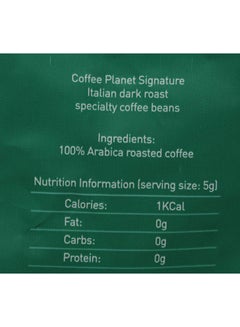 Coffee Planet Signature
Italian dark roast
specialty coffee beans
Ingredients:
100% Arabica roasted coffee
Nutrition Information (serving size: 5g)
Calories: 1KCal
Fat: 0g
Carbs: 0g
Protein: 0g